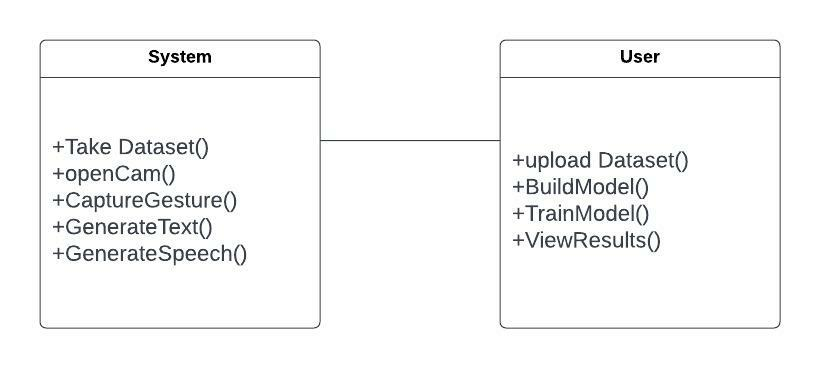 System
+Take Dataset()
+openCam()
+CaptureGesture()
+GenerateText()
+GenerateSpeech()
User
+upload Dataset()
+BuildModel()
+TrainModel()
+ViewResults()